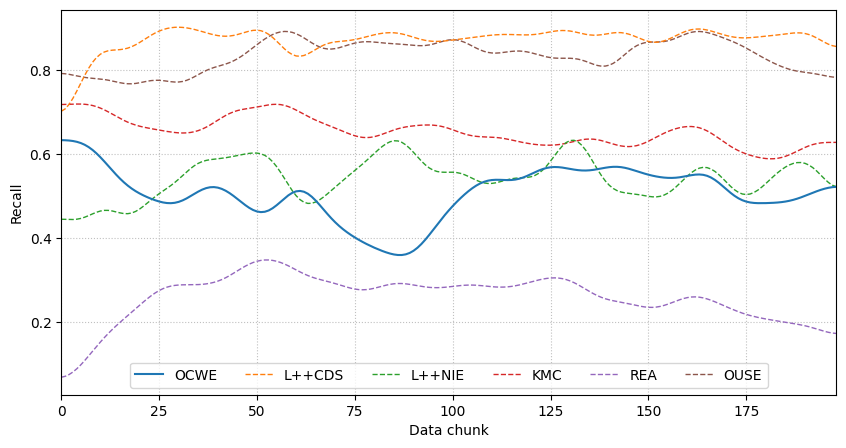 Recall
0.8
0.6
0.4
0.2
OCWE L++CDS L++NIE KMC REA OUSE
0 25 50 75 100 125 150 175
Data chunk